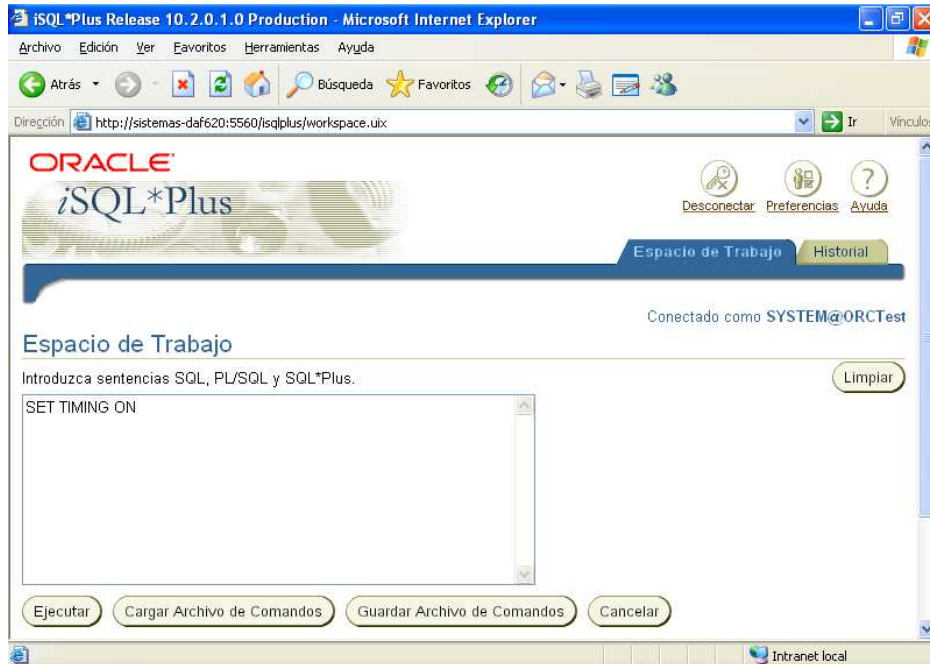 iSQL*Plus Release 10.2.0.1.0 Production - Microsoft Internet Explorer
Archivo Edición Ver Favoritos Herramientas Ayuda
Atrás Búsqueda Favoritos
Dirección http://sistemas-daf620:5560/isqlplus/workspace.uix Ir Vínculos
ORACLE
iSQL*Plus
Desconectar Preferencias Ayuda
Espacio de Trabajo Historial
Conectado como SYSTEM@ORCTest
Espacio de Trabajo
Introduzca sentencias SQL, PL/SQL y SQL*Plus.
Limpiar
SET TIMING ON
Ejecutar Cargar Archivo de Comandos Guardar Archivo de Comandos Cancelar
Intranet local